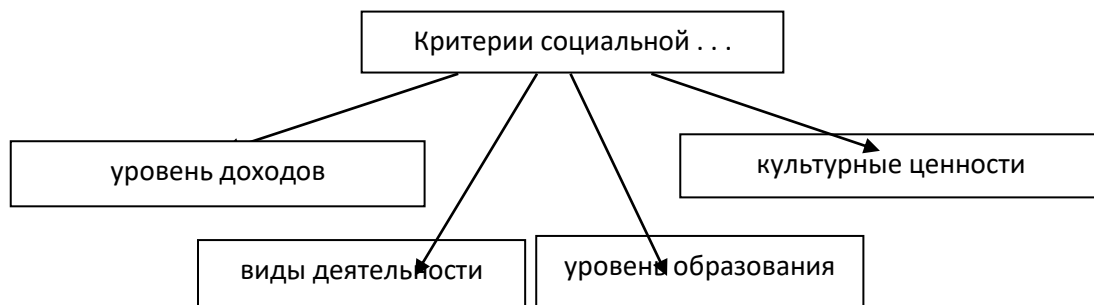 Критерии социальной . . .
уровень доходов
культурные ценности
виды деятельности
уровень образования